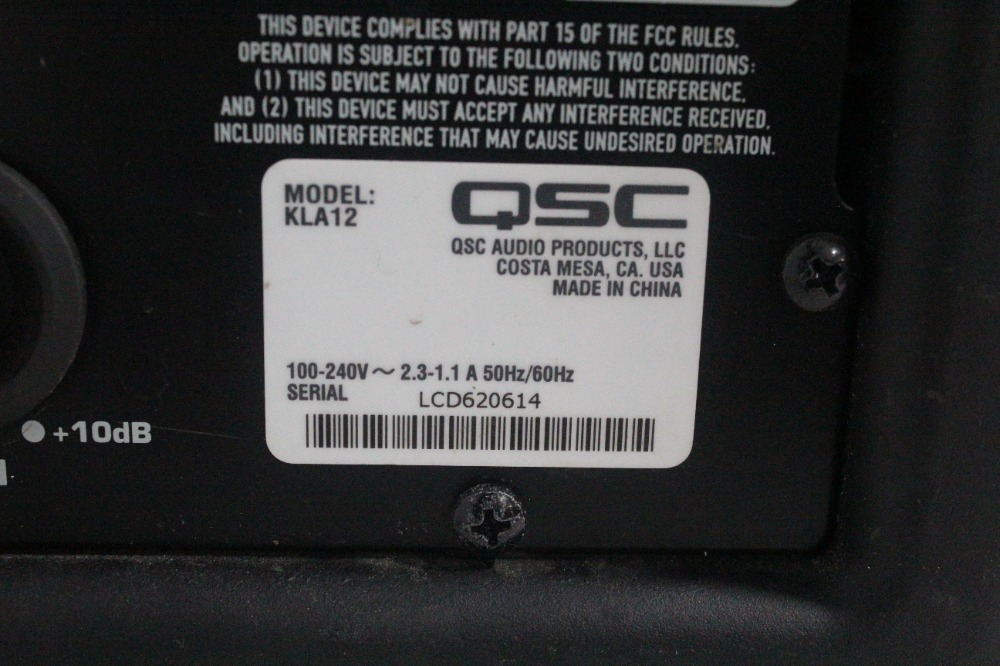 THIS DEVICE COMPLIES WITH PART 15 OF THE FCC RULES.
OPERATION IS SUBJECT TO THE FOLLOWING TWO CONDITIONS:
(1) THIS DEVICE MAY NOT CAUSE HARMFUL INTERFERENCE,
AND (2) THIS DEVICE MUST ACCEPT ANY INTERFERENCE RECEIVED,
INCLUDING INTERFERENCE THAT MAY CAUSE UNDESIRED OPERATION.
MODEL:
KLA12
QSC
QSC AUDIO PRODUCTS, LLC
COSTA MESA, CA. USA
MADE IN CHINA
100-240V ~ 2.3-1.1 A 50Hz/60Hz
SERIAL LCD620614
+10dB